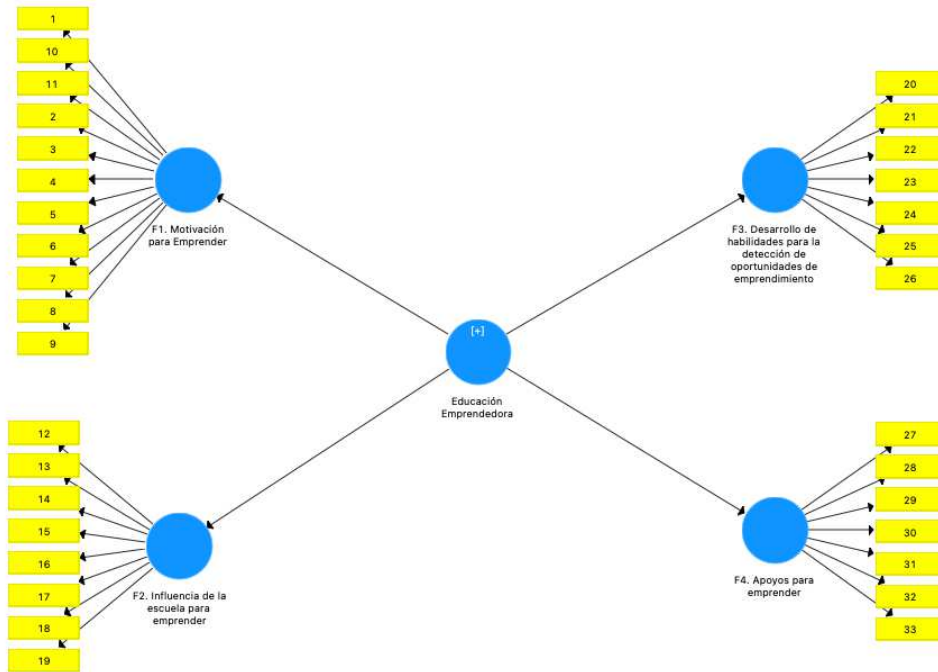 1
10
11
2
3
4
5
6
7
8
9
F1. Motivación
para Emprender
20
21
22
23
24
25
26
F3. Desarrollo de
habilidades para la
detección de
oportunidades de
emprendimiento
[+]
Educación
Emprendedora
12
13
14
15
16
17
18
19
F2. Influencia de la
escuela para
emprender
27
28
29
30
31
32
33
F4. Apoyos para
emprender